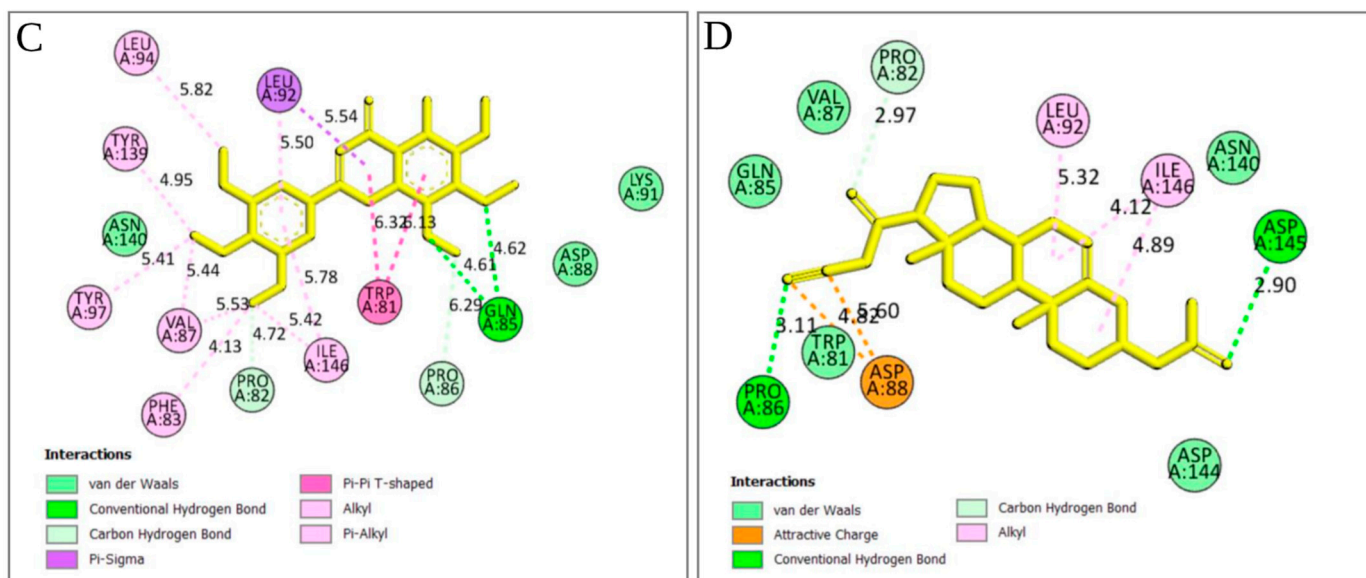 C
LEU
A:94
5.82
LEU
A:92
5.54
5.50
TYR
A:139
4.95
LYS
A:91
ASN
A:140
6.32
6.13
4.62
5.41
5.44
ASP
A:88
4.61
5.78
TYR
A:97
TRP
A:81
6.29
GLN
A:85
VAL
A:87
5.53
4.72
5.42
4.13
ILE
A:146
PRO
A:82
PRO
A:86
PHE
A:83
Interactions
van der Waals
Conventional Hydrogen Bond
Carbon Hydrogen Bond
Pi-Sigma
Pi-Pi T-shaped
Alkyl
Pi-Alkyl
D
PRO
A:82
VAL
A:87
2.97
LEU
A:92
ASN
A:140
GLN
A:85
ILE
A:146
5.32
4.12
ASP
A:145
4.89
2.90
3.11
4.82
5.60
TRP
A:81
ASP
A:88
PRO
A:86
ASP
A:144
Interactions
van der Waals
Attractive Charge
Conventional Hydrogen Bond
Carbon Hydrogen Bond
Alkyl